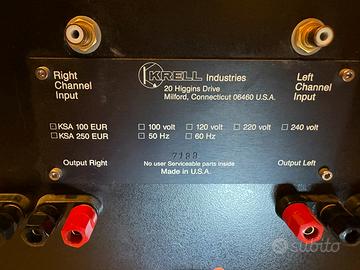 Right
Channel
Input
KRELL Industries
20 Higgins Drive
Milford, Connecticut 06460 U.S.A.
Left
Channel
Input
KSA 100 EUR
KSA 250 EUR
100 volt
120 volt
220 volt
240 volt
50 Hz
60 Hz
Output Right
7188
No user Serviceable parts inside
Made in U.S.A.
Output Left
subito